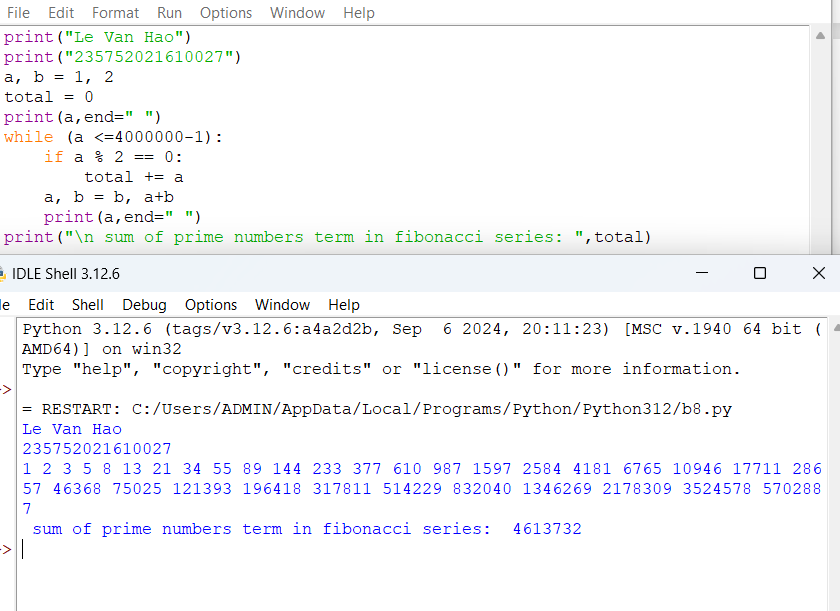 File Edit Format Run Options Window Help
print("Le Van Hao")
print("235752021610027")
a, b = 1, 2
total = 0
print(a,end=" ")
while (a <=4000000-1):
    if a % 2 == 0:
        total += a
    a, b = b, a+b
    print(a,end=" ")
print("\n sum of prime numbers term in fibonacci series: ",total)
IDLE Shell 3.12.6
le Edit Shell Debug Options Window Help
Python 3.12.6 (tags/v3.12.6:a4a2d2b, Sep  6 2024, 20:11:23) [MSC v.1940 64 bit (
AMD64)] on win32
Type "help", "copyright", "credits" or "license()" for more information.
>
= RESTART: C:/Users/ADMIN/AppData/Local/Programs/Python/Python312/b8.py
Le Van Hao
235752021610027
1 2 3 5 8 13 21 34 55 89 144 233 377 610 987 1597 2584 4181 6765 10946 17711 286
57 46368 75025 121393 196418 317811 514229 832040 1346269 2178309 3524578 570288
7
 sum of prime numbers term in fibonacci series:  4613732
>